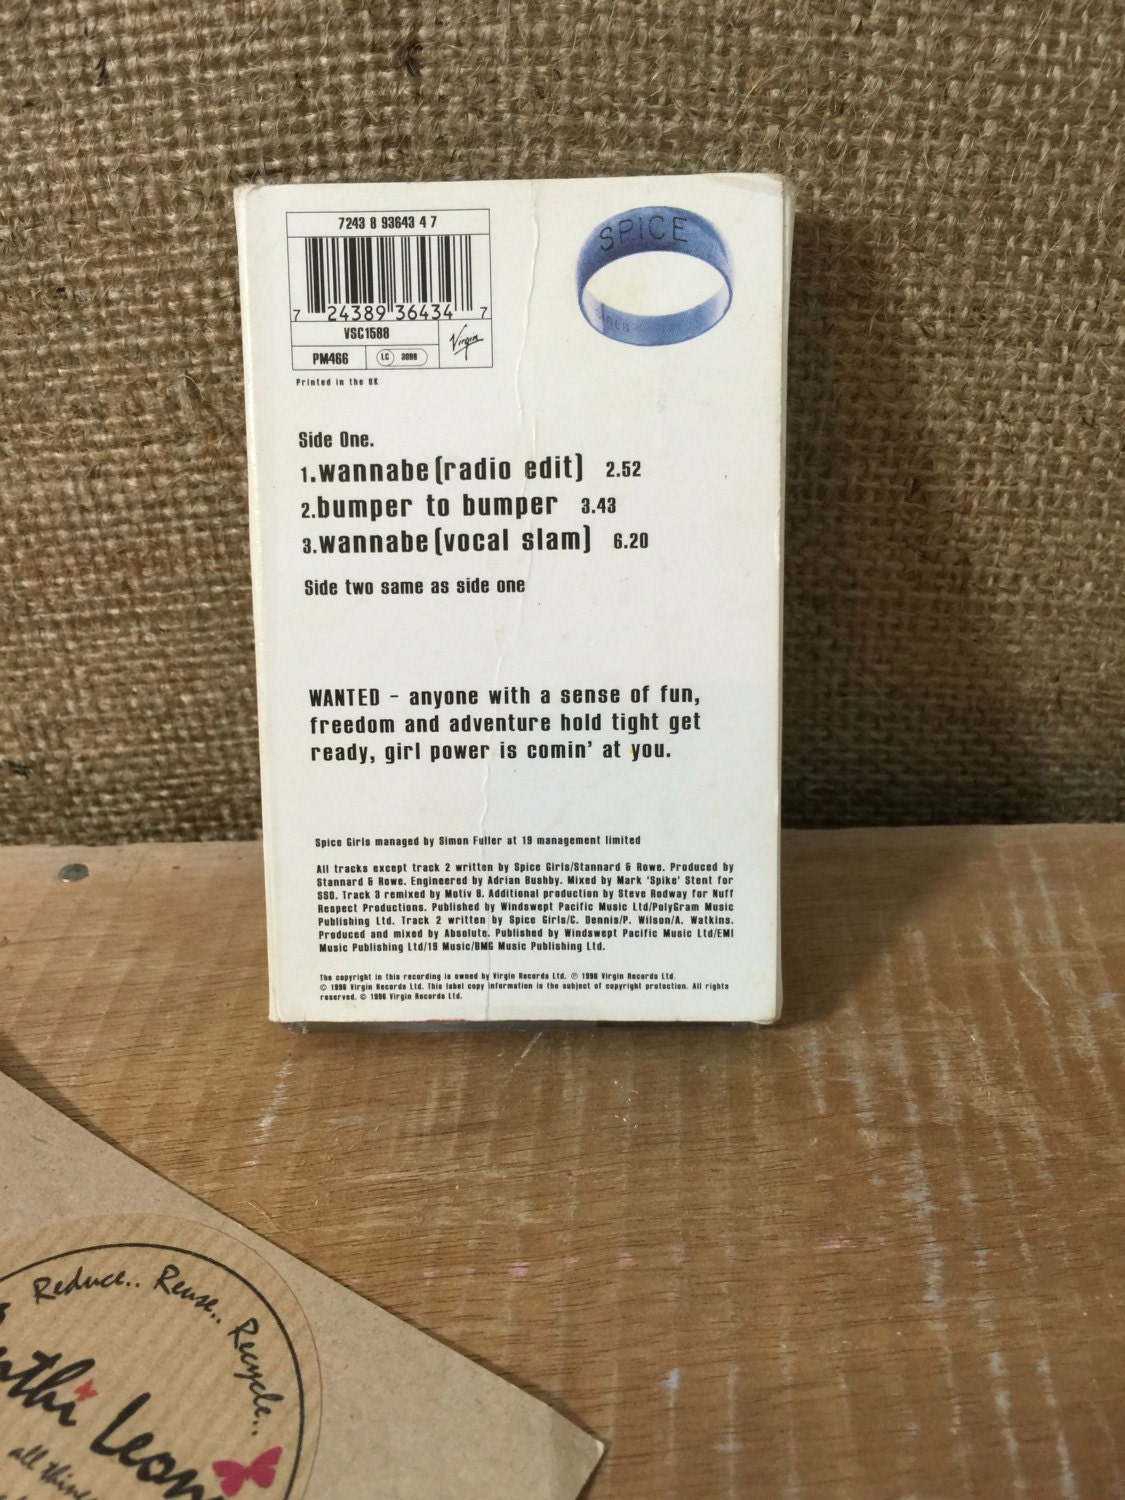 7243 8 93643 4 7
7 24389 36434 7
VSC1588
PM466 LC 3098 Virgin
Printed in the UK
SPICE
Side One.
1.wannabe(radio edit) 2.52
2.bumper to bumper 3.43
3.wannabe(vocal slam) 6.20
Side two same as side one
WANTED - anyone with a sense of fun,
freedom and adventure hold tight get
ready, girl power is comin' at you.
Spice Girls managed by Simon Fuller at 19 management limited
All tracks except track 2 written by Spice Girls/Stannard & Rowe. Produced by
Stannard & Rowe. Engineered by Adrian Bushby. Mixed by Mark 'Spike' Stent for
SSO. Track 3 remixed by Motiv 8. Additional production by Steve Rodway for Nuff
Respect Productions. Published by Windswept Pacific Music Ltd/PolyGram Music
Publishing Ltd. Track 2 written by Spice Girls/C. Dennis/P. Wilson/A. Watkins.
Produced and mixed by Absolute. Published by Windswept Pacific Music Ltd/EMI
Music Publishing Ltd/19 Music/BMG Music Publishing Ltd.
The copyright in this recording is owned by Virgin Records Ltd. ℗ 1996 Virgin Records Ltd.
© 1996 Virgin Records Ltd. This label copy information is the subject of copyright protection. All rights
reserved. © 1996 Virgin Records Ltd.
Reduce.. Reuse.. Recycle..
all things